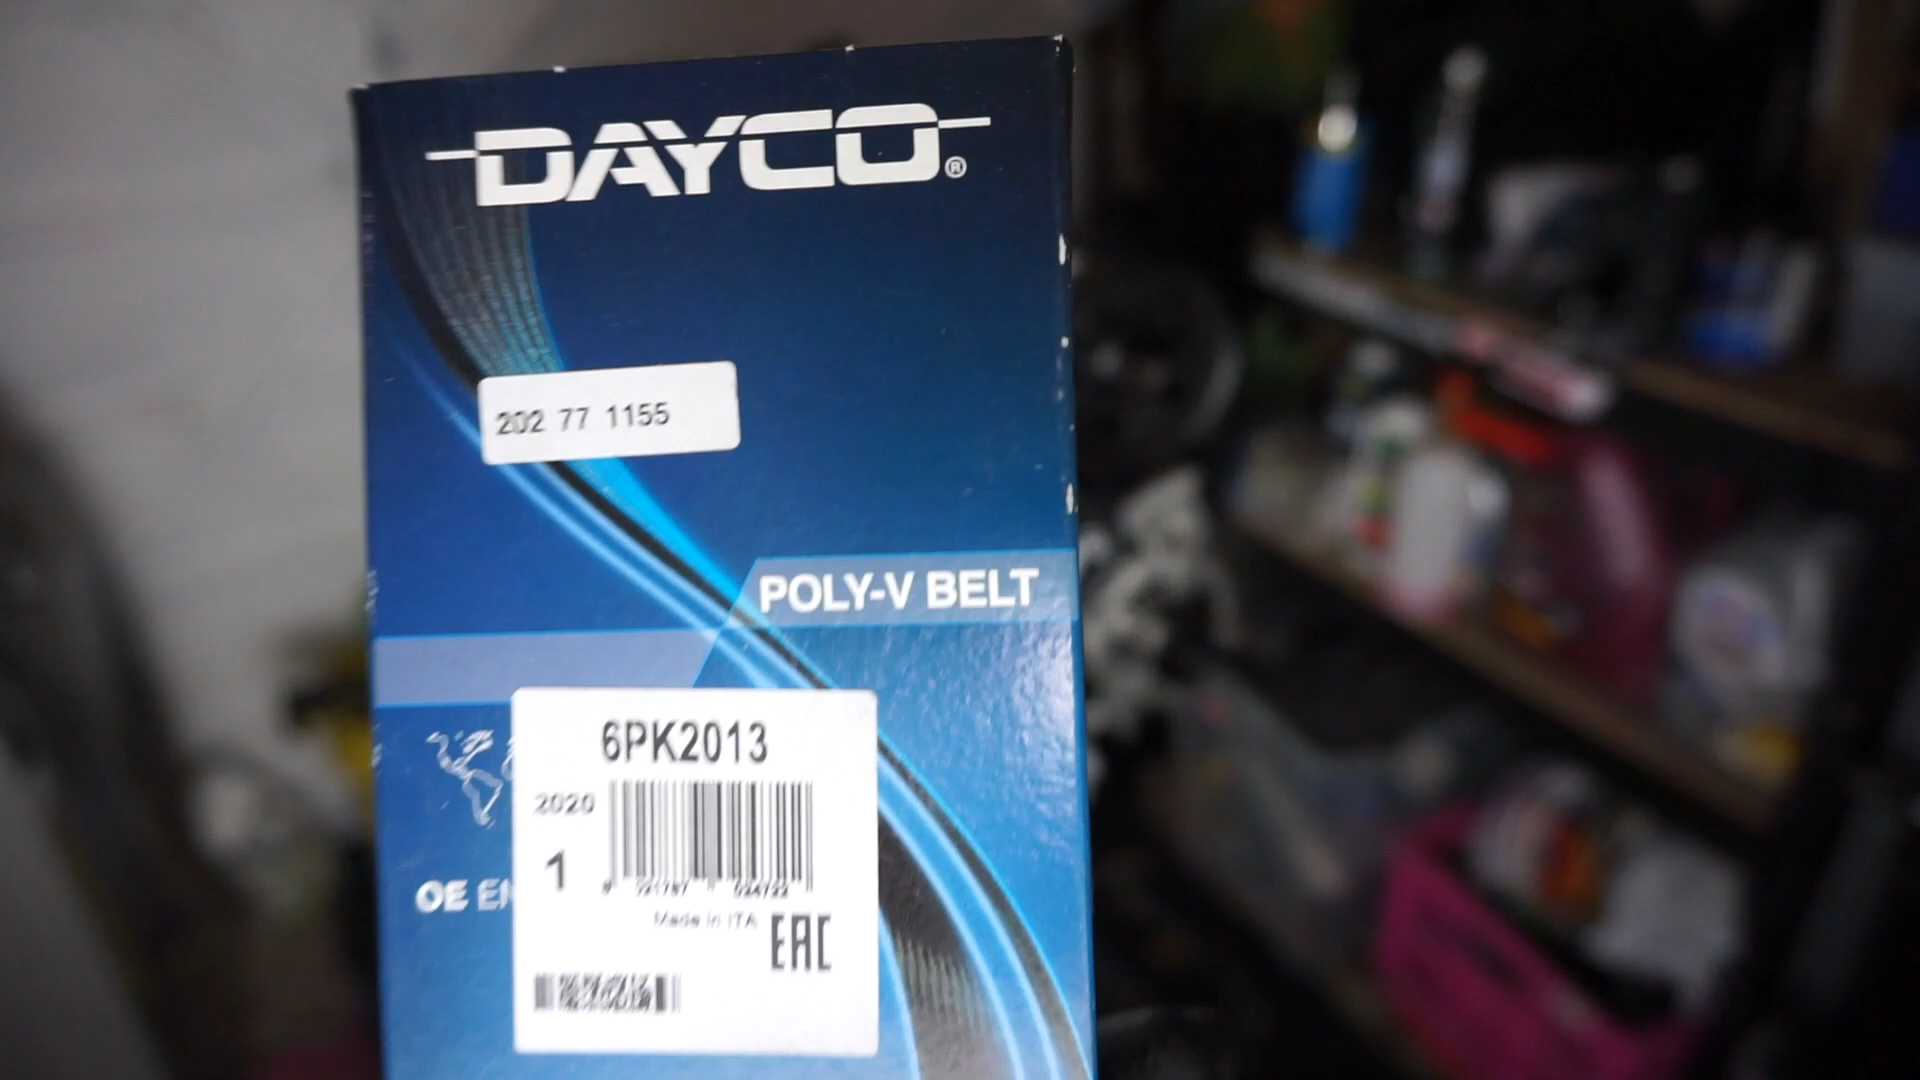 DAYCO®
202 77 1155
POLY-V BELT
6PK2013
2020
1
OE
Made in ITA
EAC